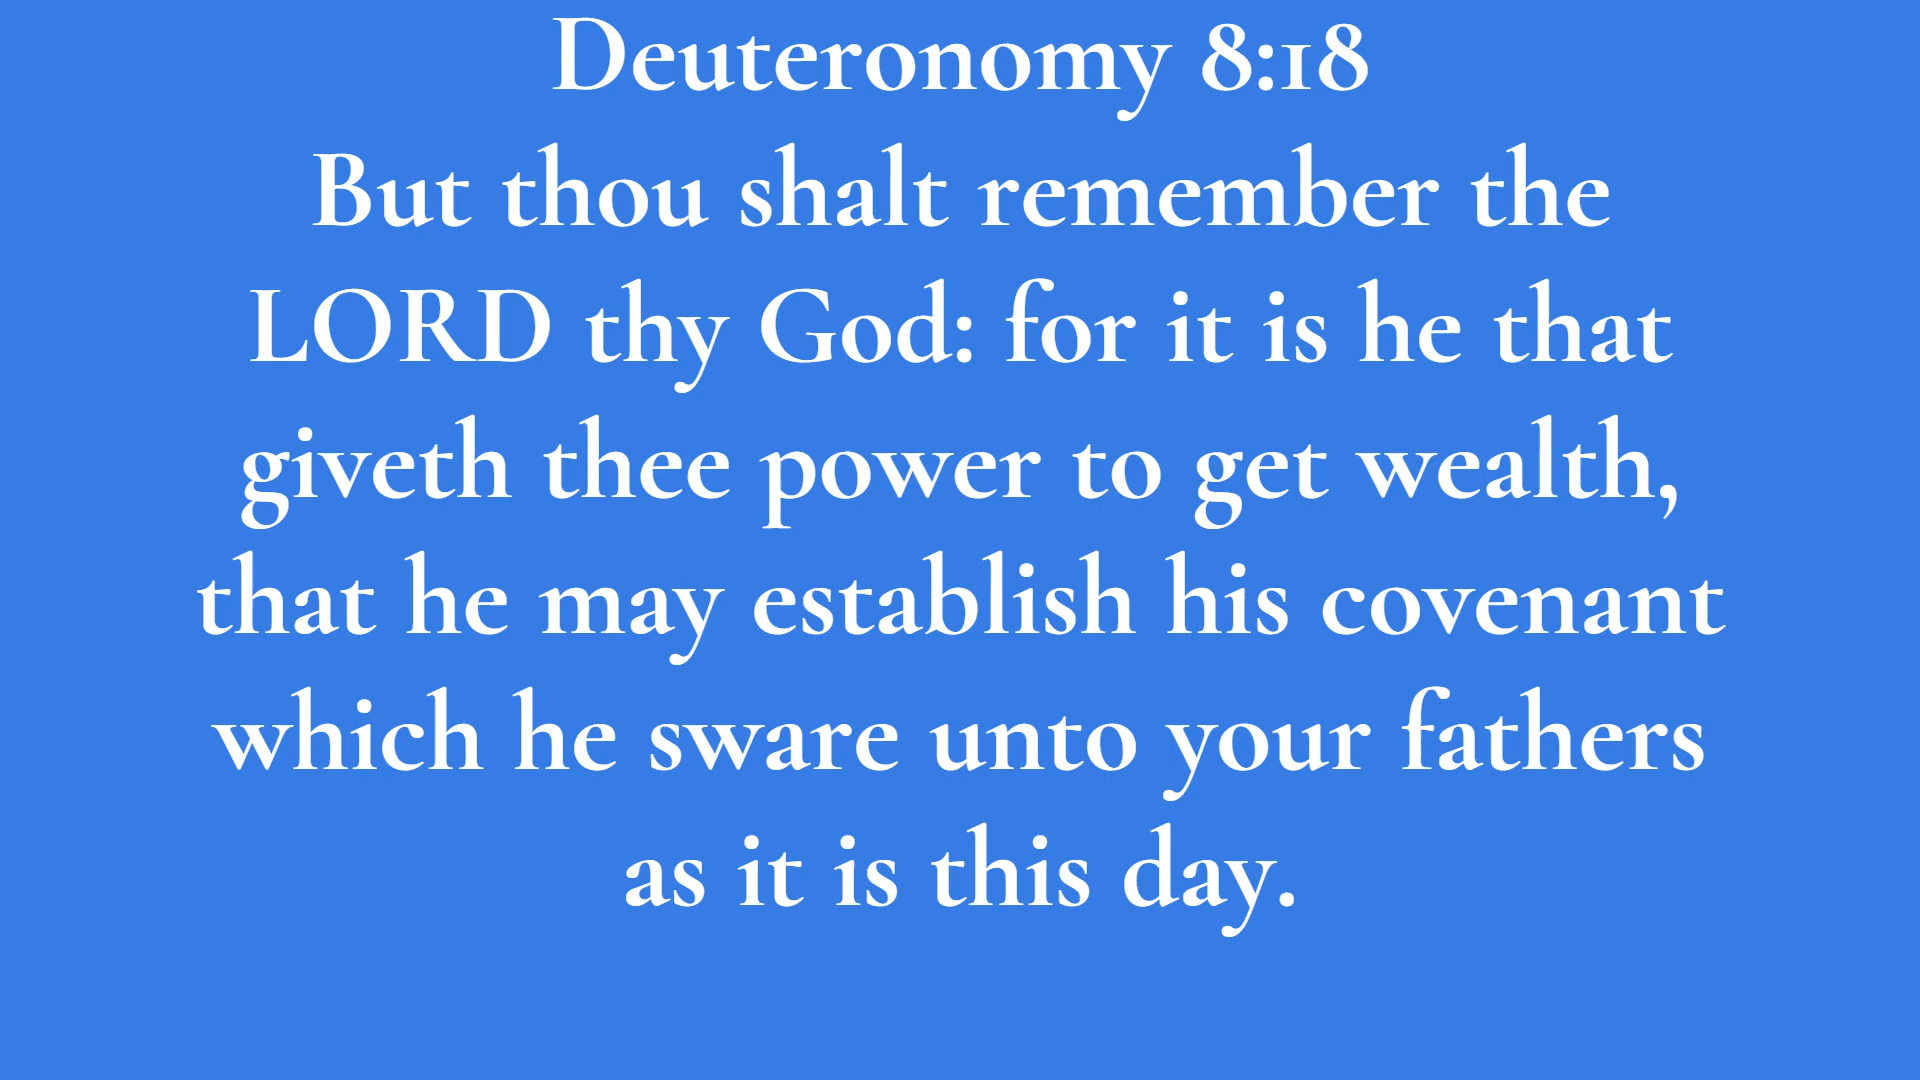 Deuteronomy 8:18
But thou shalt remember the
LORD thy God: for it is he that
giveth thee power to get wealth,
that he may establish his covenant
which he sware unto your fathers
as it is this day.